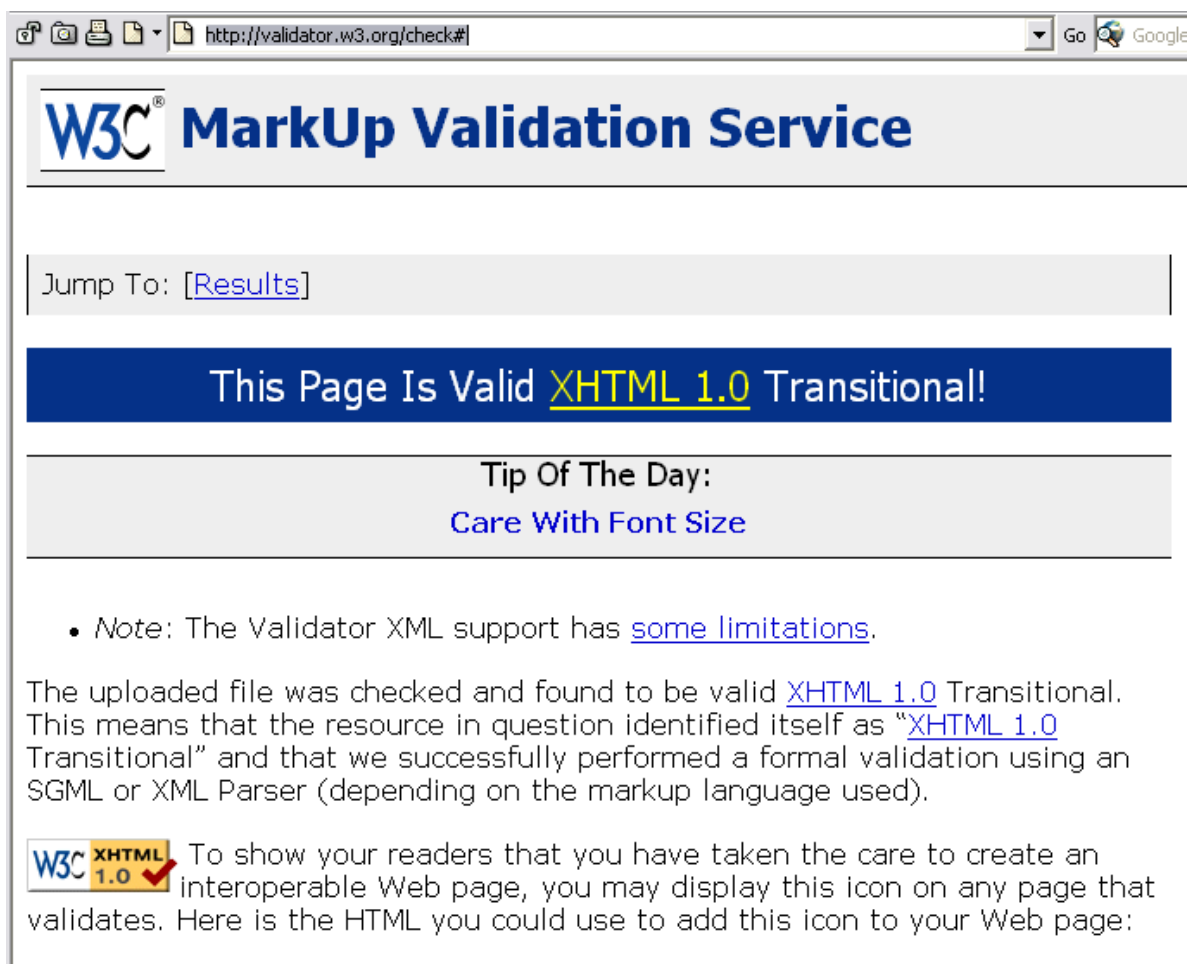 http://validator.w3.org/check#
Go
Google
W3C® MarkUp Validation Service
Jump To: [Results]
This Page Is Valid XHTML 1.0 Transitional!
Tip Of The Day:
Care With Font Size
• Note: The Validator XML support has some limitations.
The uploaded file was checked and found to be valid XHTML 1.0 Transitional.
This means that the resource in question identified itself as “XHTML 1.0
Transitional” and that we successfully performed a formal validation using an
SGML or XML Parser (depending on the markup language used).
W3C XHTML 1.0
To show your readers that you have taken the care to create an
interoperable Web page, you may display this icon on any page that
validates. Here is the HTML you could use to add this icon to your Web page: